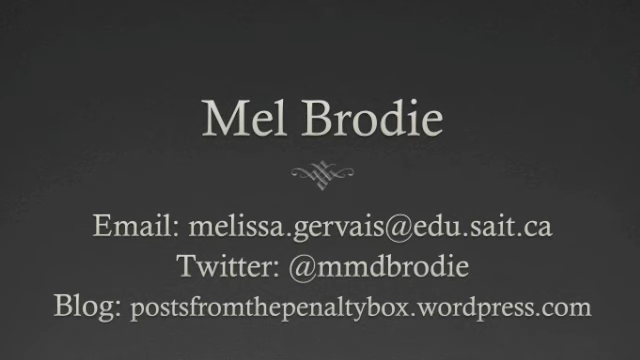 Mel Brodie
Email: melissa.gervais@edu.sait.ca
Twitter: @mmdbrodie
Blog: postsfromthepenaltybox.wordpress.com